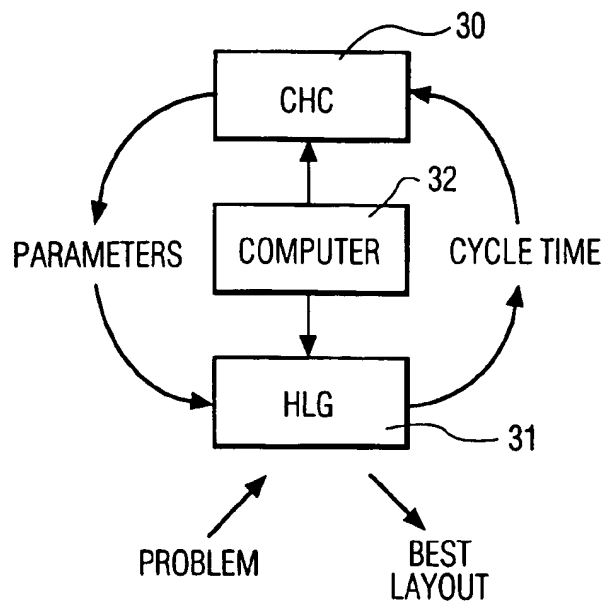 30
CHC
32
PARAMETERS
COMPUTER
CYCLE TIME
HLG
31
PROBLEM
BEST
LAYOUT